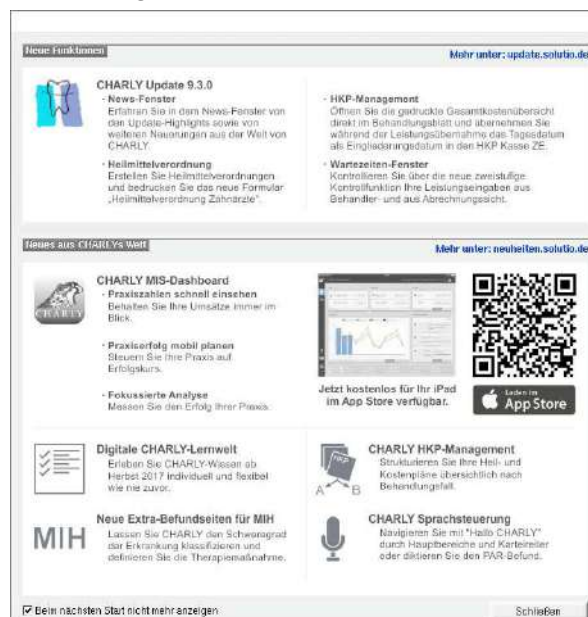 Neue Funktionen
Mehr unter: update.solutio.de
CHARLY Update 9.3.0
· News-Fenster
Erfahren Sie in dem News-Fenster von
den Update-Highlights sowie von
weiteren Neuerungen aus der Welt von
CHARLY.
· Heilmittelverordnung
Erstellen Sie Heilmittelverordnungen
und bedrucken Sie das neue Formular
„Heilmittelverordnung Zahnärzte".
· HKP-Management
Öffnen Sie die gedruckte Gesamtkostenübersicht
direkt im Behandlungsblatt und übernehmen Sie
während der Leistungsübernahme das Tagesdatum
als Eingliederungsdatum in den HKP Kasse ZE.
· Wartezeiten-Fenster
Kontrollieren Sie über die neue zweistufige
Kontrollfunktion Ihre Leistungseingaben aus
Behandler- und aus Abrechnungssicht.
Neues aus CHARLYs Welt
Mehr unter: neuheiten.solutio.de
CHARLY
CHARLY MIS-Dashboard
· Praxiszahlen schnell einsehen
Behalten Sie Ihre Umsätze immer im
Blick.
· Praxiserfolg mobil planen
Steuern Sie Ihre Praxis auf
Erfolgskurs.
· Fokussierte Analyse
Messen Sie den Erfolg Ihrer Praxis.
Jetzt kostenlos für Ihr iPad
im App Store verfügbar.
Laden im
App Store
Digitale CHARLY-Lernwelt
Erleben Sie CHARLY-Wissen ab
Herbst 2017 individuell und flexibel
wie nie zuvor.
HKP
A B
CHARLY HKP-Management
Strukturieren Sie Ihre Heil- und
Kostenpläne übersichtlich nach
Behandlungsfall.
MIH
Neue Extra-Befundseiten für MIH
Lassen Sie CHARLY den Schweregrad
der Erkrankung klassifizieren und
definieren Sie die Therapiemaßnahme.
CHARLY Sprachsteuerung
Navigieren Sie mit "Hallo CHARLY"
durch Hauptbereiche und Karteireiter
oder diktieren Sie den PAR-Befund.
Beim nächsten Start nicht mehr anzeigen
Schließen